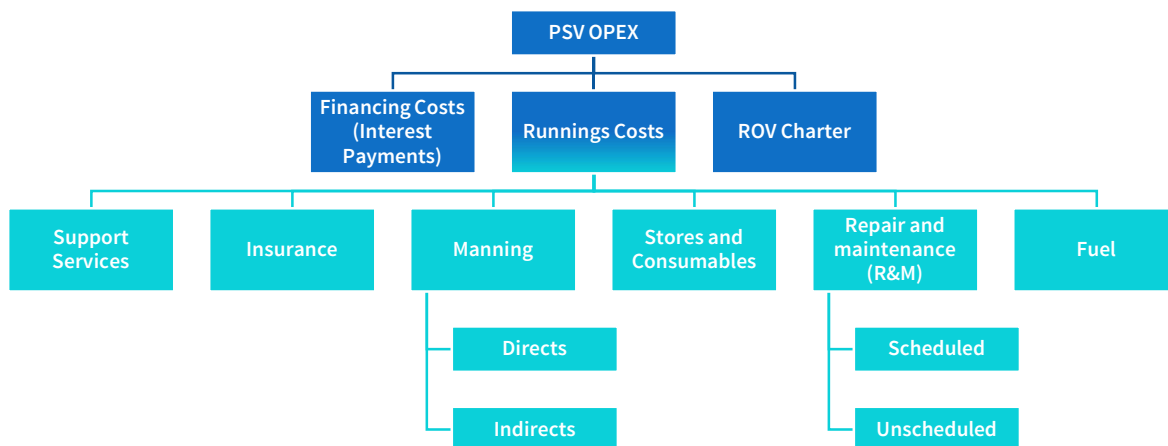 PSV OPEX
Financing Costs
(Interest
Payments)
Runnings Costs
ROV Charter
Support
Services
Insurance
Manning
Stores and
Consumables
Repair and
maintenance
(R&M)
Fuel
Directs
Scheduled
Indirects
Unscheduled